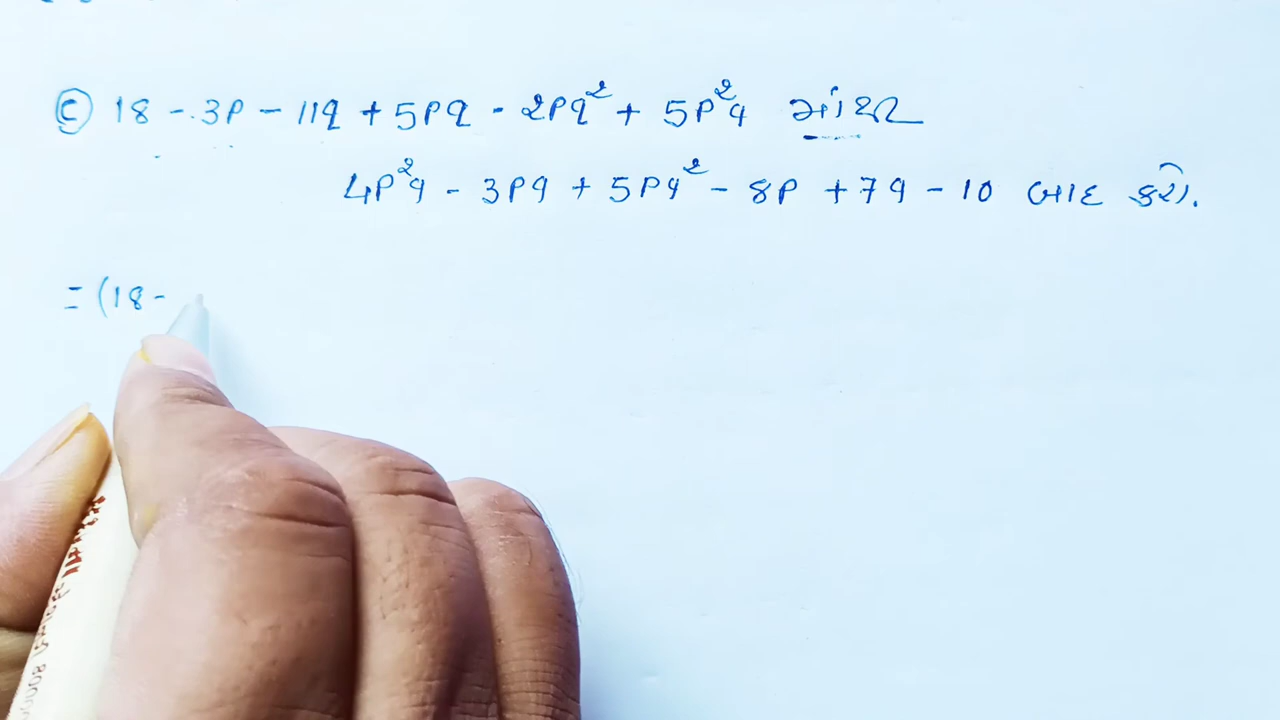 (c) 18 - 3p - 11q + 5pq - 2pq² + 5p²q માંથી
4p²q - 3pq + 5pq² - 8p + 7q - 10 બાદ કરો.
= (18 -